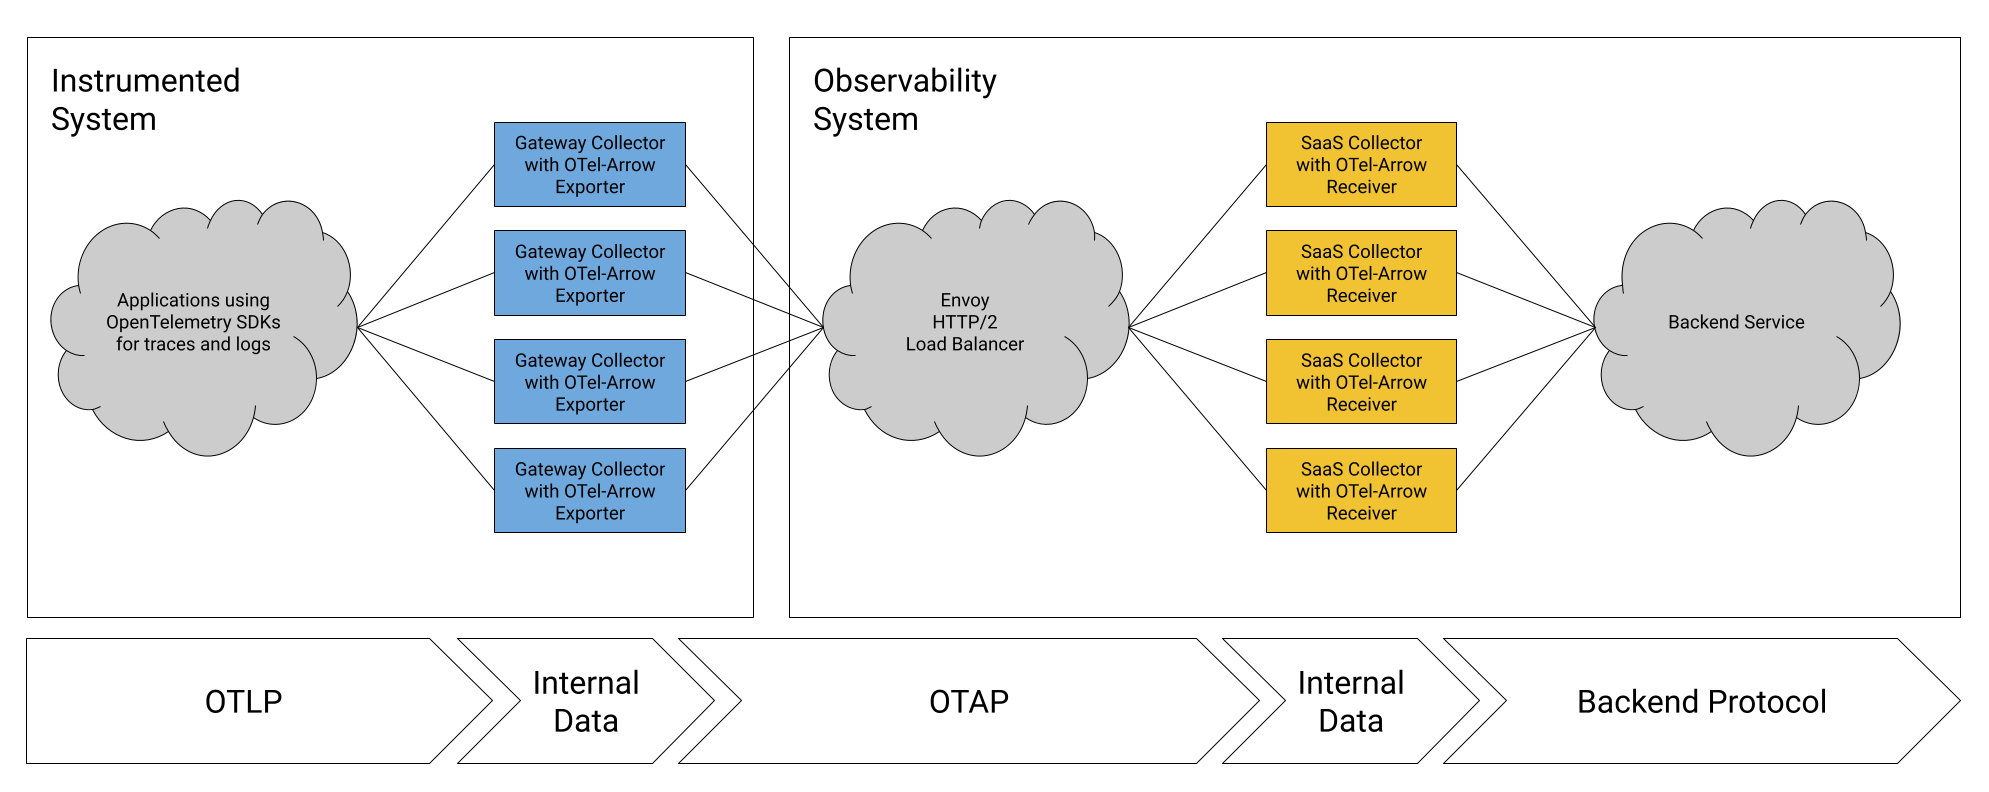 Instrumented
System
Applications using
OpenTelemetry SDKs
for traces and logs
Gateway Collector
with OTel-Arrow
Exporter
Gateway Collector
with OTel-Arrow
Exporter
Gateway Collector
with OTel-Arrow
Exporter
Gateway Collector
with OTel-Arrow
Exporter
Observability
System
Envoy
HTTP/2
Load Balancer
SaaS Collector
with OTel-Arrow
Receiver
SaaS Collector
with OTel-Arrow
Receiver
SaaS Collector
with OTel-Arrow
Receiver
SaaS Collector
with OTel-Arrow
Receiver
Backend Service
OTLP
Internal
Data
OTAP
Internal
Data
Backend Protocol